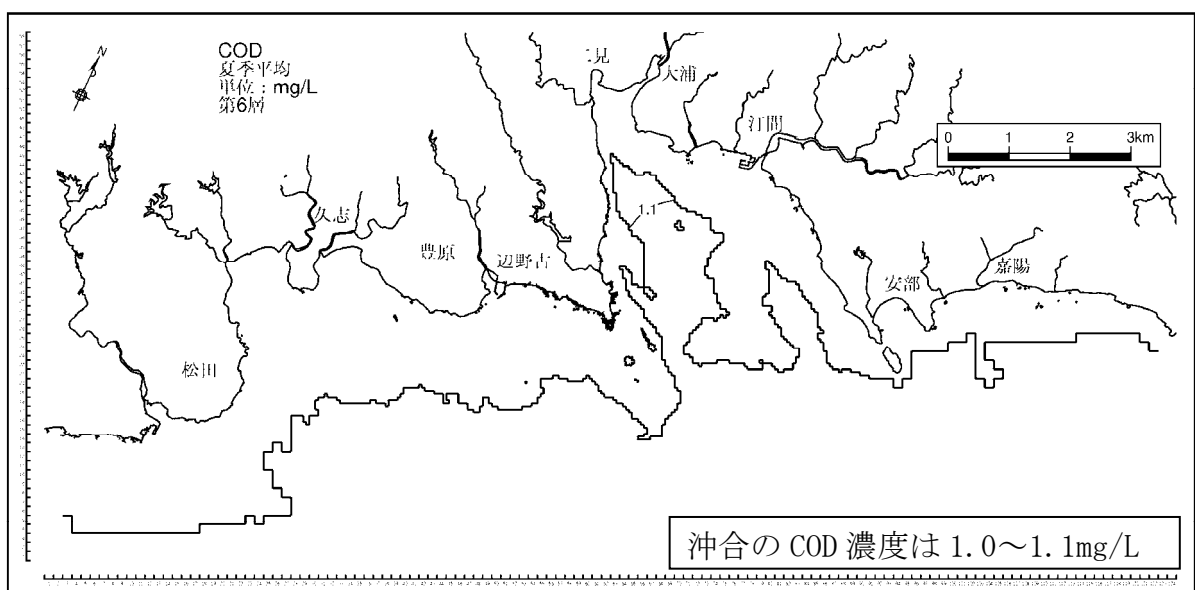 COD
夏季平均
単位：mg/L
第6層
N
二見
大浦
汀間
0 1 2 3km
1.1
久志
豊原
辺野古
安部
嘉陽
松田
沖合のCOD濃度は1.0～1.1mg/L